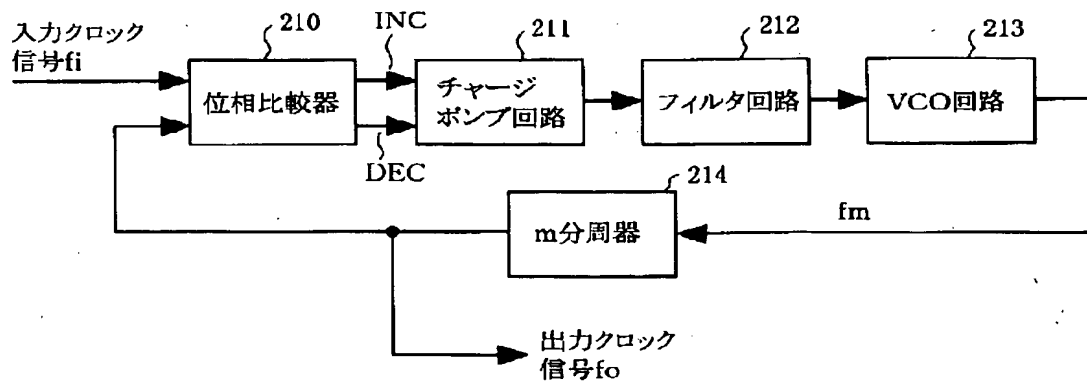 入力クロック
信号fi
210
位相比較器
INC
DEC
211
チャージ
ポンプ回路
212
フィルタ回路
213
VCO回路
214
m分周器
fm
出力クロック
信号fo